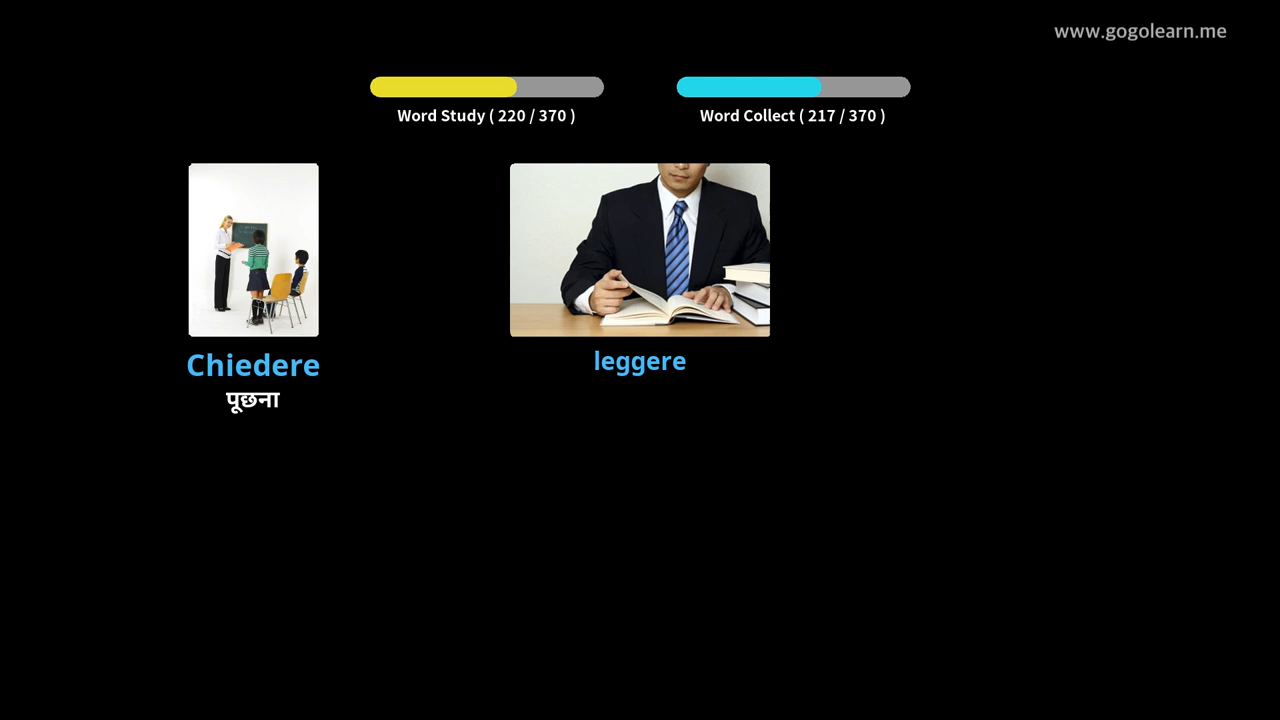 www.gogolearn.me
Word Study ( 220 / 370 )
Word Collect ( 217 / 370 )
Chiedere
पूछना
leggere